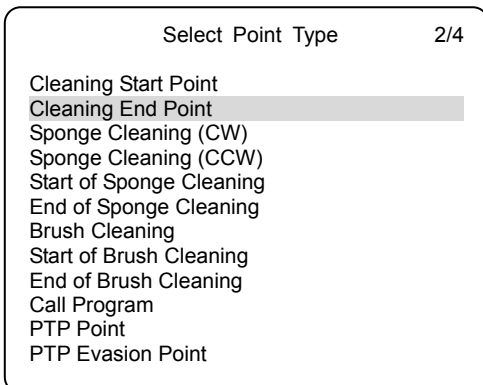 Select Point Type 2/4
Cleaning Start Point
Cleaning End Point
Sponge Cleaning (CW)
Sponge Cleaning (CCW)
Start of Sponge Cleaning
End of Sponge Cleaning
Brush Cleaning
Start of Brush Cleaning
End of Brush Cleaning
Call Program
PTP Point
PTP Evasion Point